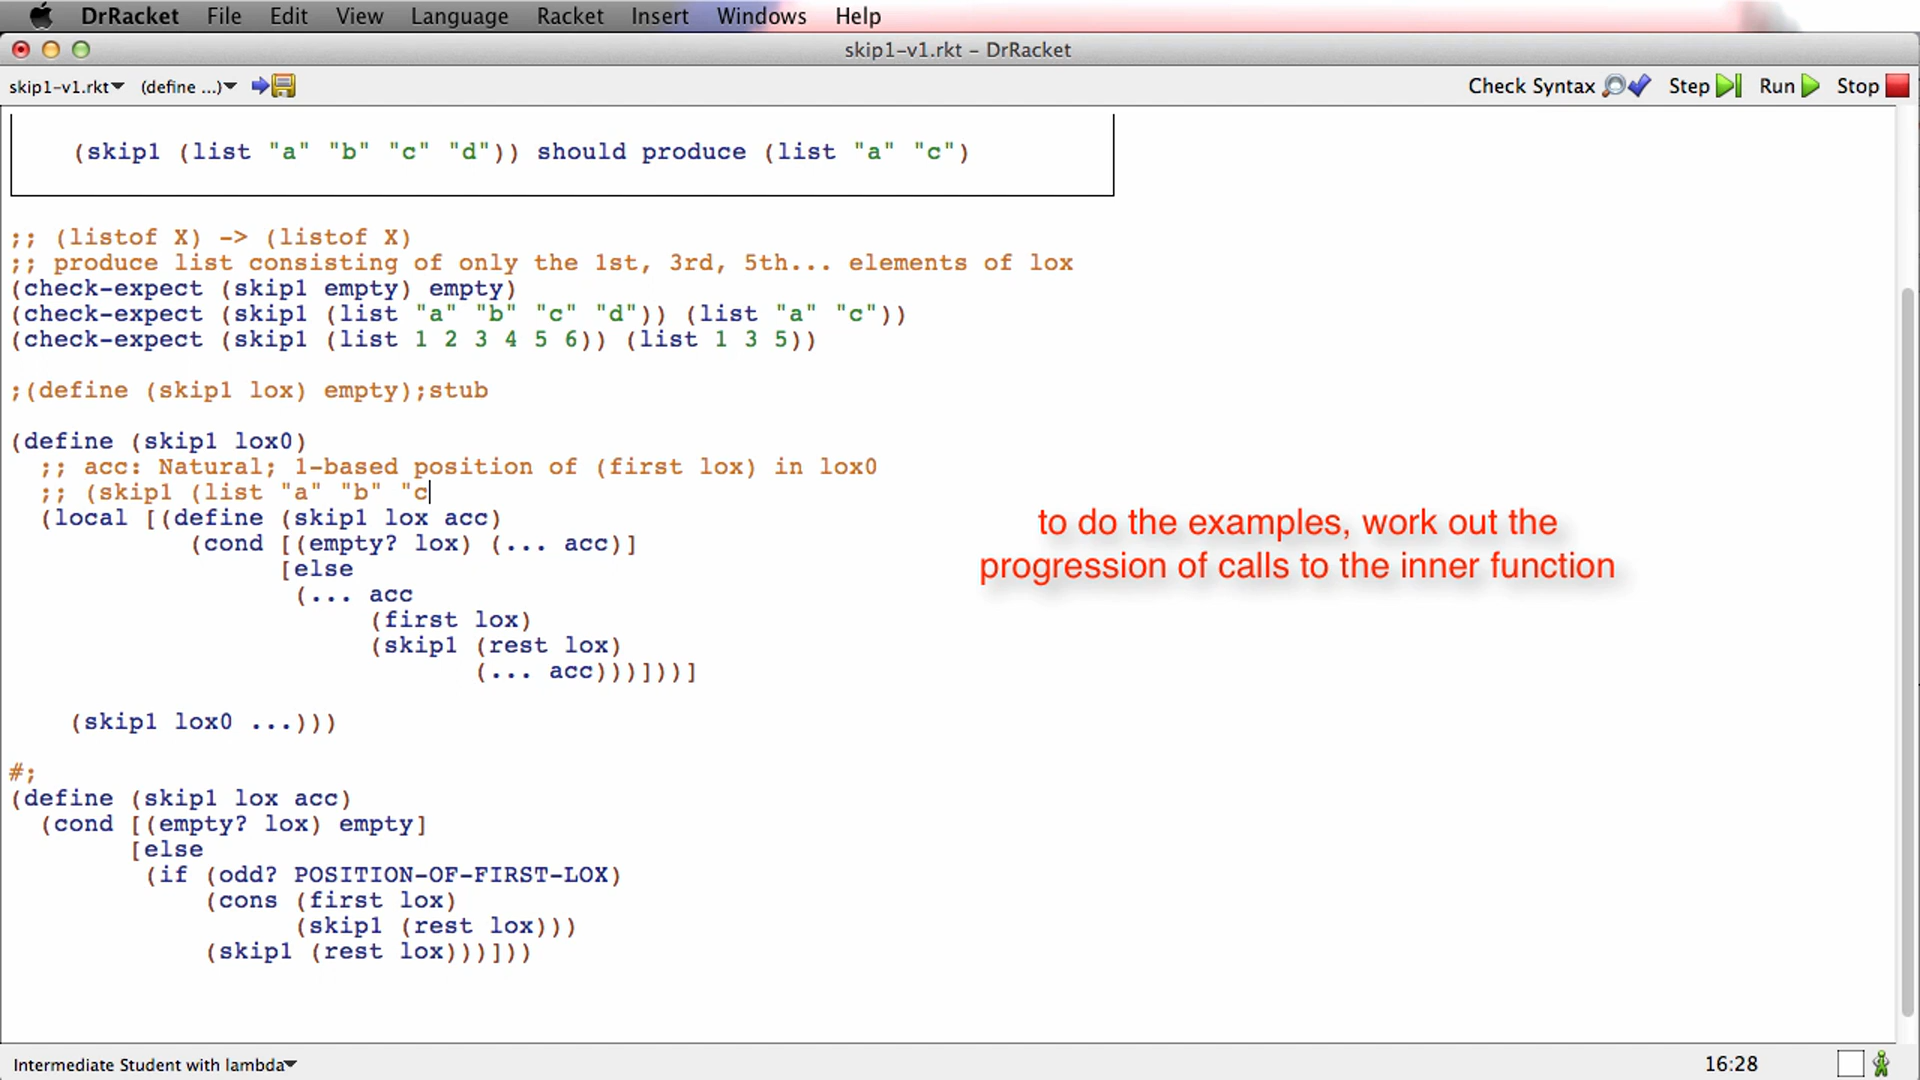 DrRacket File Edit View Language Racket Insert Windows Help
skip1-v1.rkt - DrRacket
skip1-v1.rkt (define ...) Check Syntax Step Run Stop
(skip1 (list "a" "b" "c" "d")) should produce (list "a" "c")
;; (listof X) -> (listof X)
;; produce list consisting of only the 1st, 3rd, 5th... elements of lox
(check-expect (skip1 empty) empty)
(check-expect (skip1 (list "a" "b" "c" "d")) (list "a" "c"))
(check-expect (skip1 (list 1 2 3 4 5 6)) (list 1 3 5))
;(define (skip1 lox) empty);stub
(define (skip1 lox0)
;; acc: Natural; 1-based position of (first lox) in lox0
;; (skip1 (list "a" "b" "c
(local [(define (skip1 lox acc)
(cond [(empty? lox) (... acc)]
[else
(... acc
(first lox)
(skip1 (rest lox)
(... acc)))]))]
(skip1 lox0 ...)))
to do the examples, work out the
progression of calls to the inner function
#;
(define (skip1 lox acc)
(cond [(empty? lox) empty]
[else
(if (odd? POSITION-OF-FIRST-LOX)
(cons (first lox)
(skip1 (rest lox)))
(skip1 (rest lox)))]))
Intermediate Student with lambda 16:28